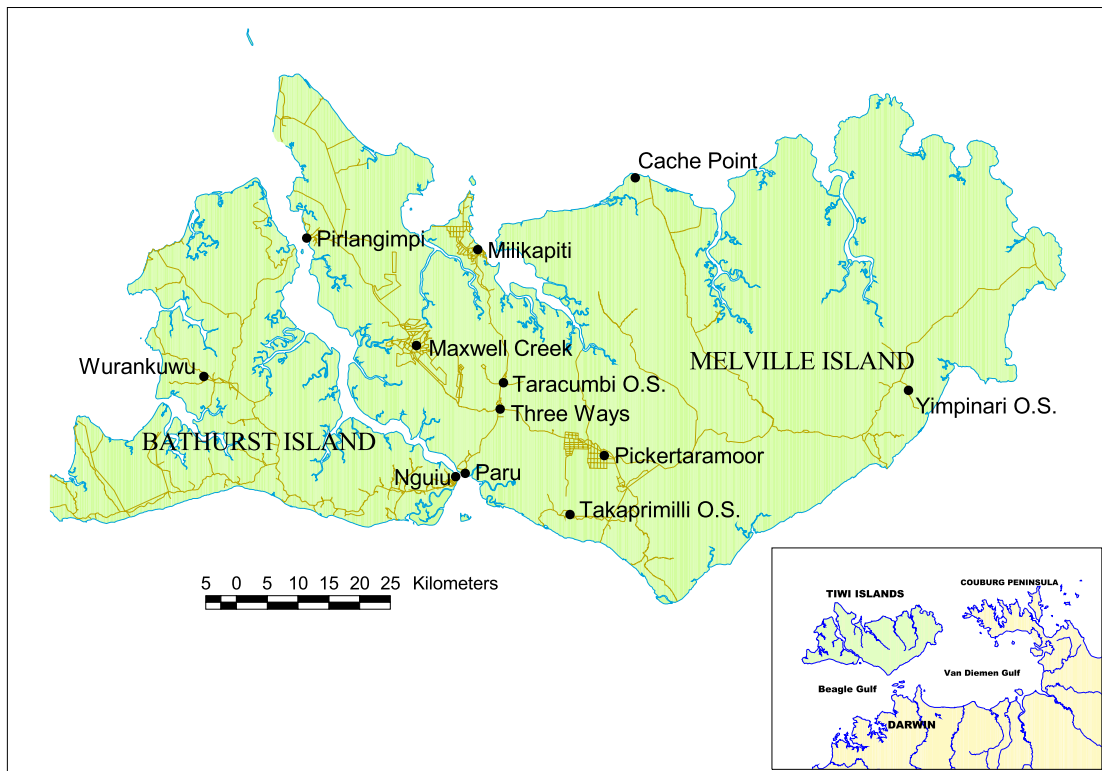 Cache Point
Pirlangimpi
Milikapiti
Maxwell Creek
MELVILLE ISLAND
Wurankuwu
Taracumbi O.S.
Yimpinari O.S.
Three Ways
BATHURST ISLAND
Pickertaramoor
Nguiu
Paru
Takaprimilli O.S.
5 0 5 10 15 20 25 Kilometers
COUBURG PENINSULA
TIWI ISLANDS
Van Diemen Gulf
Beagle Gulf
DARWIN